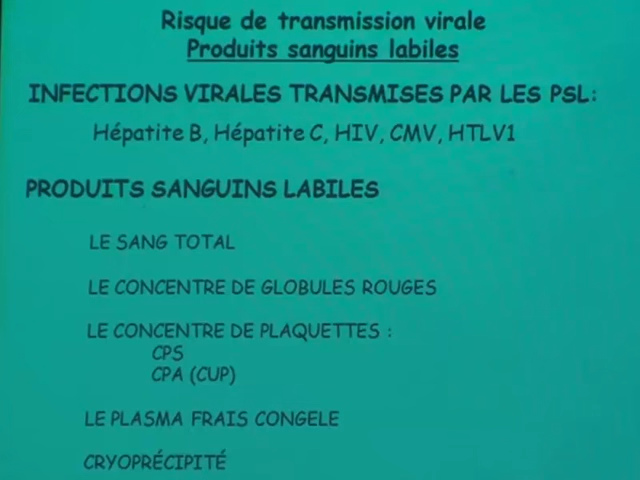 Risque de transmission virale
Produits sanguins labiles
INFECTIONS VIRALES TRANSMISES PAR LES PSL:
Hépatite B, Hépatite C, HIV, CMV, HTLV1
PRODUITS SANGUINS LABILES
LE SANG TOTAL
LE CONCENTRE DE GLOBULES ROUGES
LE CONCENTRE DE PLAQUETTES :
CPS
CPA (CUP)
LE PLASMA FRAIS CONGELE
CRYOPRÉCIPITÉ